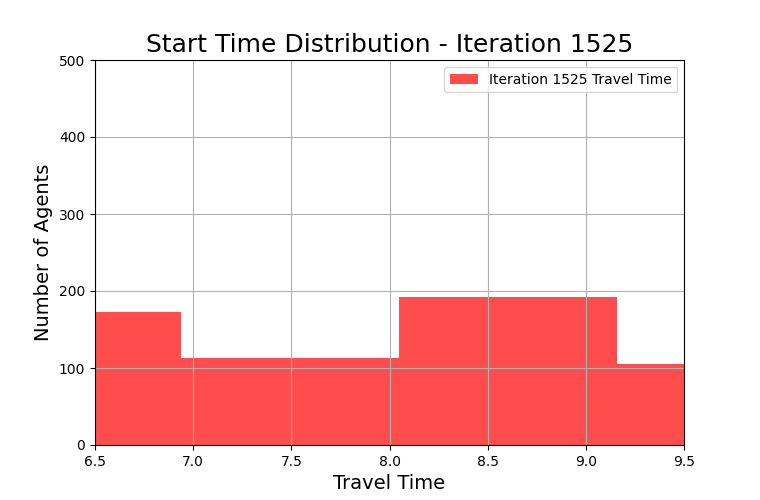 Start Time Distribution - Iteration 1525
500
400
300
200
100
0
Iteration 1525 Travel Time
Number of Agents
6.5 7.0 7.5 8.0 8.5 9.0 9.5
Travel Time